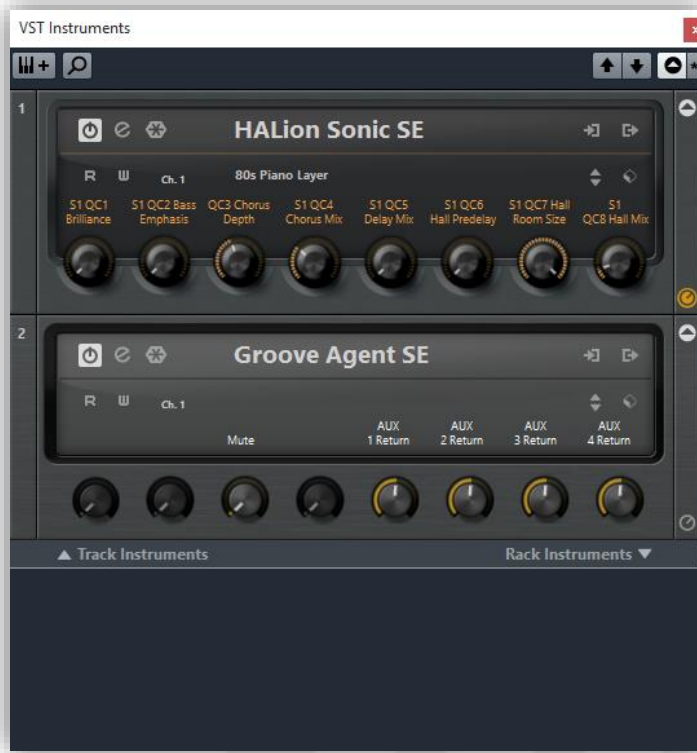 VST Instruments
1
HALion Sonic SE
R W Ch. 1 80s Piano Layer
S1 QC1 Brilliance
S1 QC2 Bass Emphasis
QC3 Chorus Depth
S1 QC4 Chorus Mix
S1 QC5 Delay Mix
S1 QC6 Hall Predelay
S1 QC7 Hall Room Size
S1 QC8 Hall Mix
2
Groove Agent SE
R W Ch. 1
Mute
AUX 1 Return
AUX 2 Return
AUX 3 Return
AUX 4 Return
Track Instruments Rack Instruments